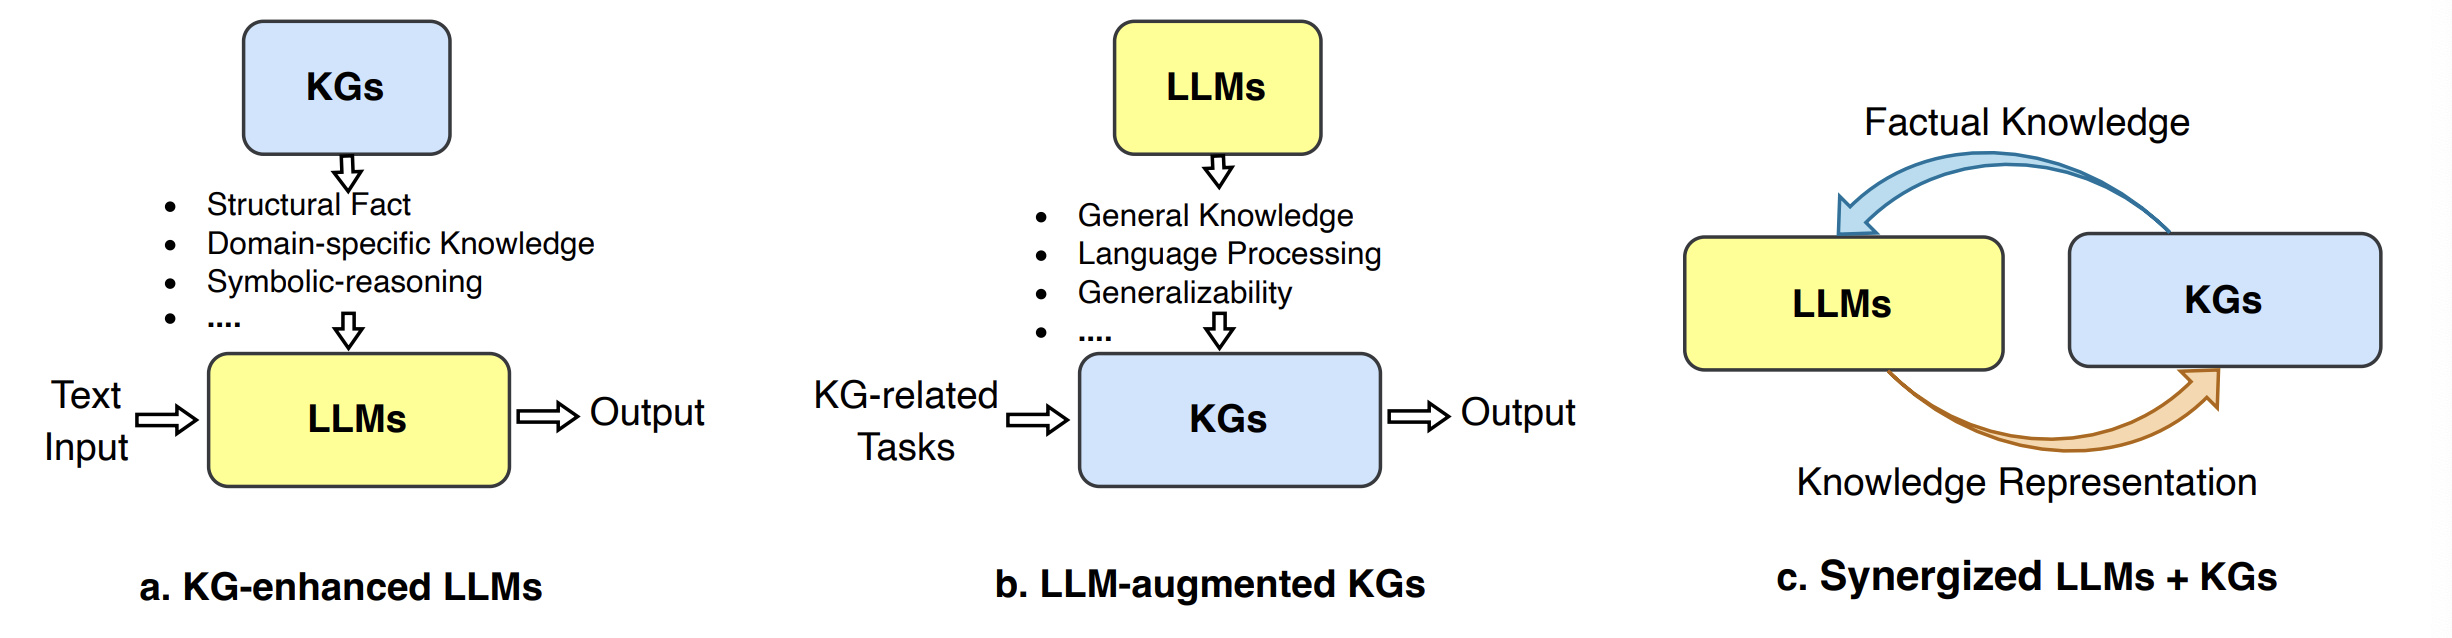 KGs
• Structural Fact
• Domain-specific Knowledge
• Symbolic-reasoning
• ....
Text
Input
LLMs
Output
a. KG-enhanced LLMs
LLMs
• General Knowledge
• Language Processing
• Generalizability
• ....
KG-related
Tasks
KGs
Output
b. LLM-augmented KGs
Factual Knowledge
LLMs
KGs
Knowledge Representation
c. Synergized LLMs + KGs